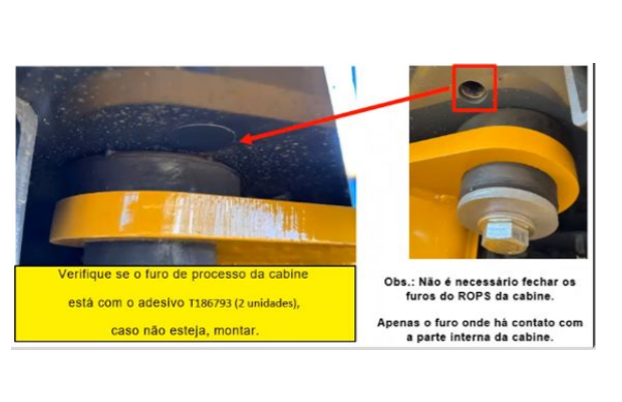 Verifique se o furo de processo da cabine
está com o adesivo T186793 (2 unidades),
caso não esteja, montar.
Obs.: Não é necessário fechar os
furos do ROPS da cabine.
Apenas o furo onde há contato com
a parte interna da cabine.